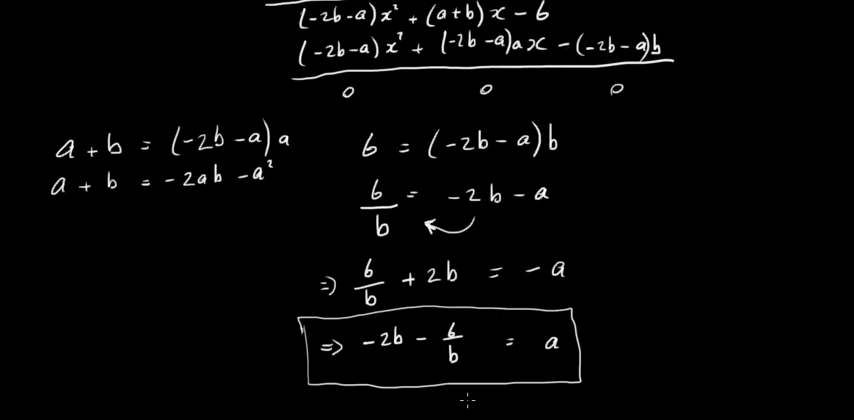 (-2b-a)x² + (a+b)x - 6
(-2b-a)x² + (-2b-a)ax - (-2b-a)b
0 0 0
a + b = (-2b-a)a
a + b = -2ab - a²
6 = (-2b-a)b
6/b = -2b - a
⇒ 6/b + 2b = -a
⇒ -2b - 6/b = a